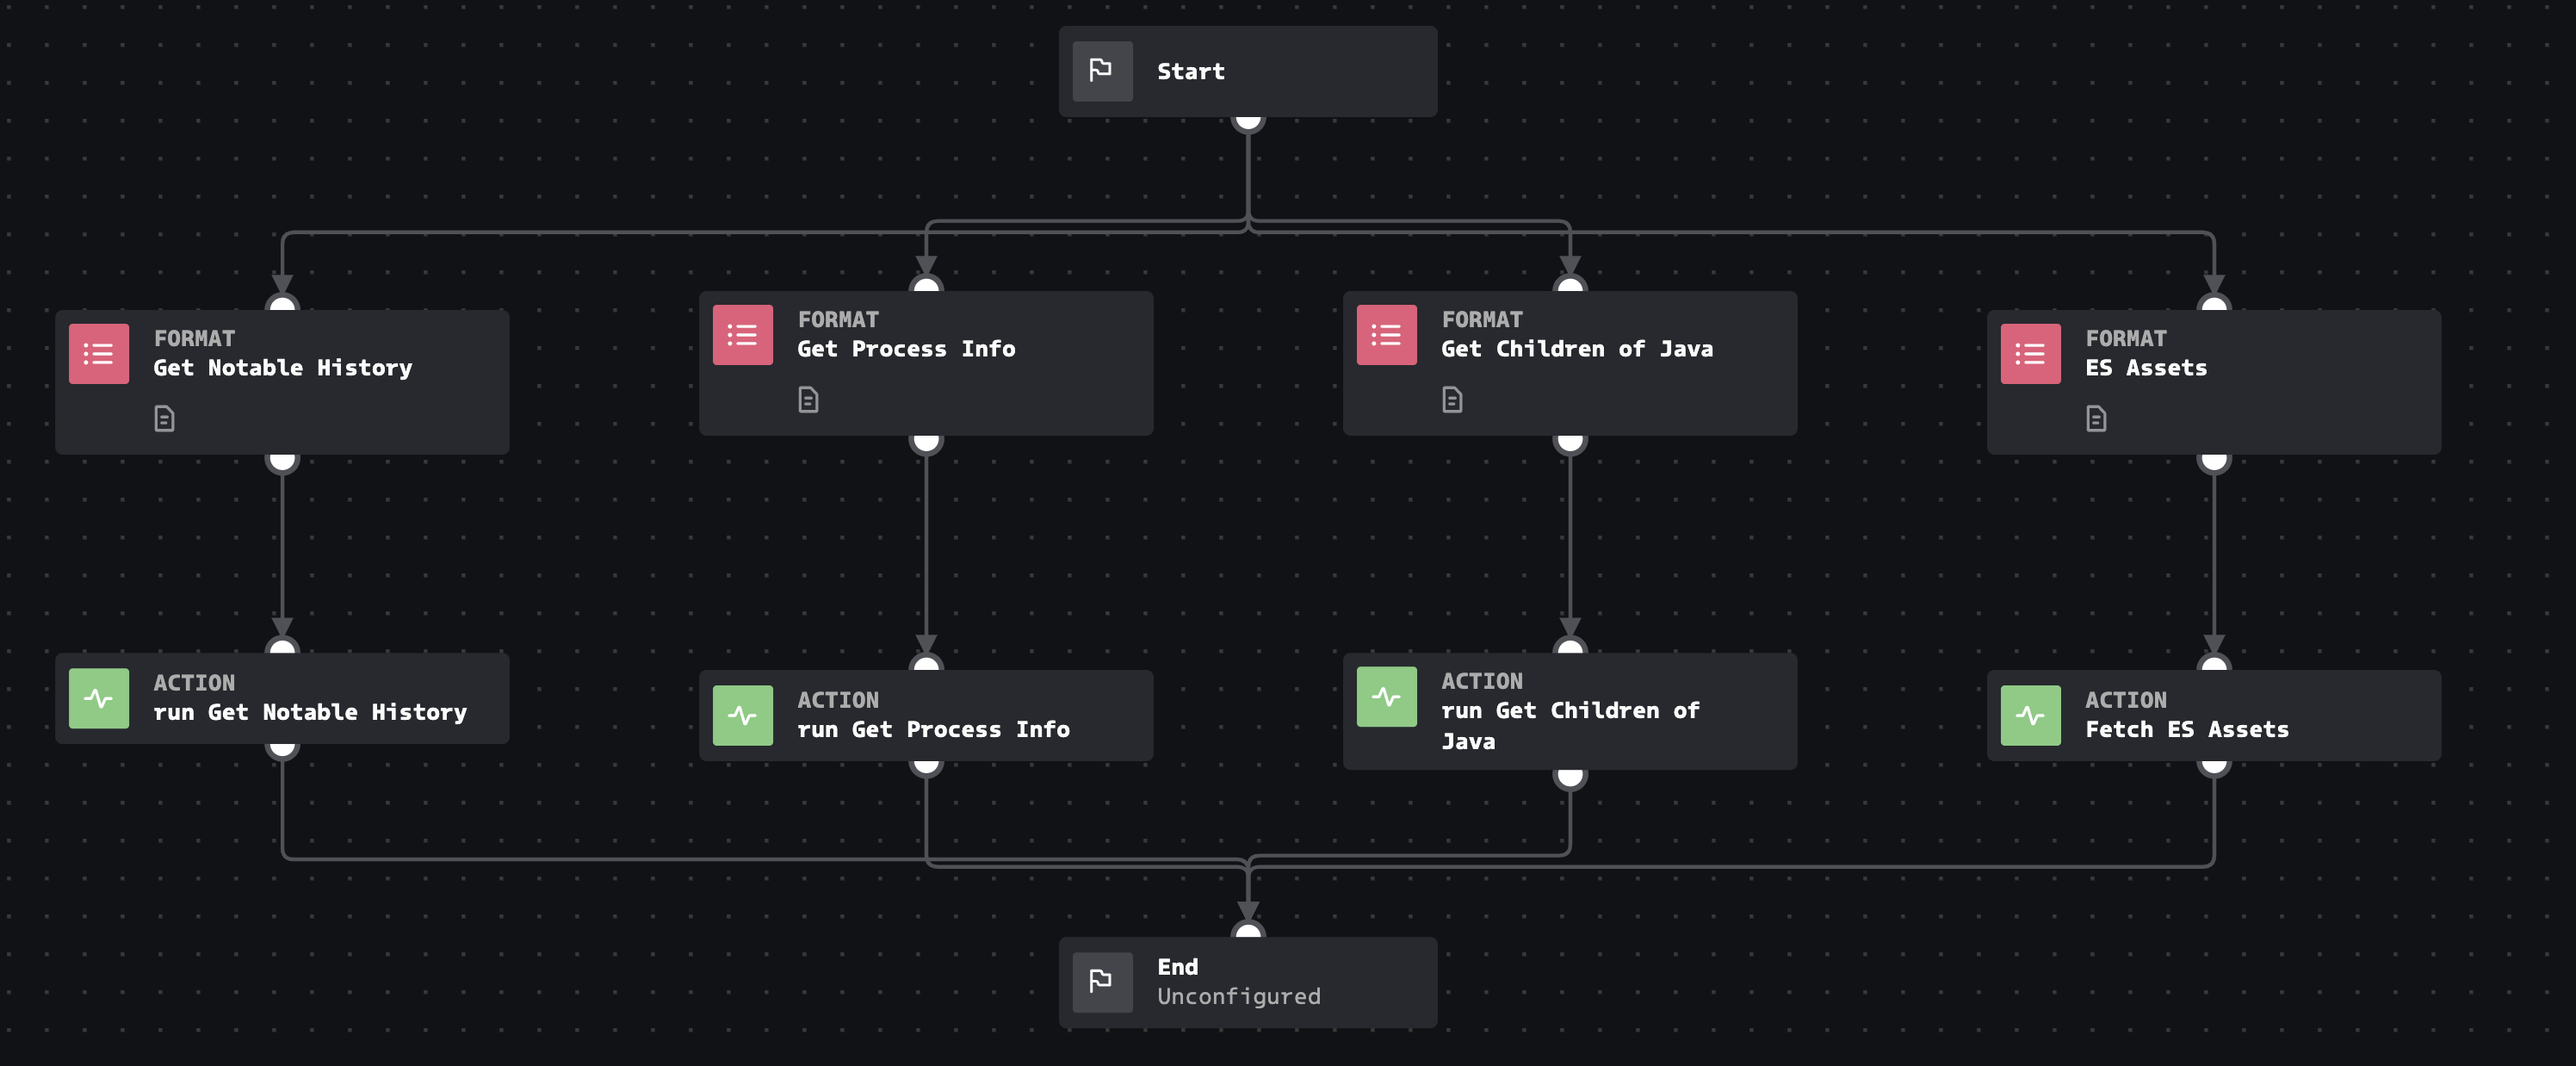 Start
FORMAT
Get Notable History
FORMAT
Get Process Info
FORMAT
Get Children of Java
FORMAT
ES Assets
ACTION
run Get Notable History
ACTION
run Get Process Info
ACTION
run Get Children of
Java
ACTION
Fetch ES Assets
End
Unconfigured